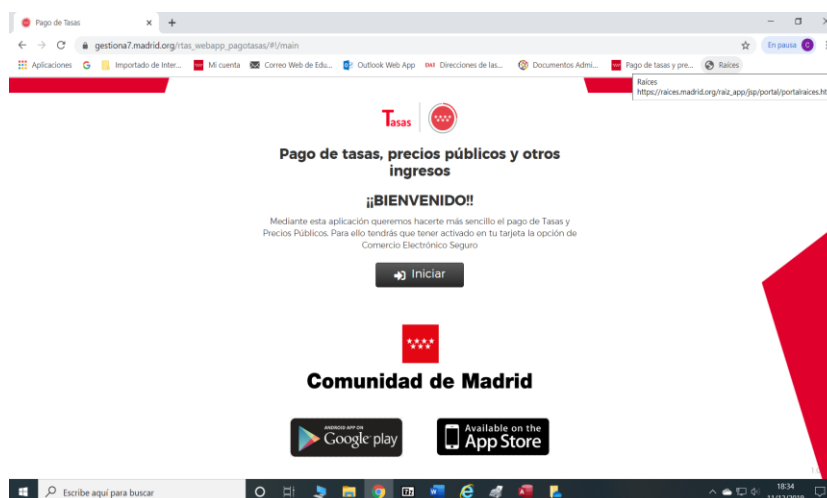 Pago de Tasas
gestiona7.madrid.org/rtas_webapp_pagotasas/#!/main
En pausa C
Aplicaciones G Importado de Inter... Mi cuenta Correo Web de Edu... Outlook Web App Direcciones de las... Documentos Admi... Pago de tasas y pre... Raíces
Raíces
https://raices.madrid.org/raiz_app/jsp/portal/portalraices.ht
Tasas
Pago de tasas, precios públicos y otros
ingresos
¡¡BIENVENIDO!!
Mediante esta aplicación queremos hacerte más sencillo el pago de Tasas y
Precios Públicos. Para ello tendrás que tener activado en tu tarjeta la opción de
Comercio Electrónico Seguro
Iniciar
Comunidad de Madrid
ANDROID APP ON
Google play
Available on the
App Store
Escribe aquí para buscar
18:34